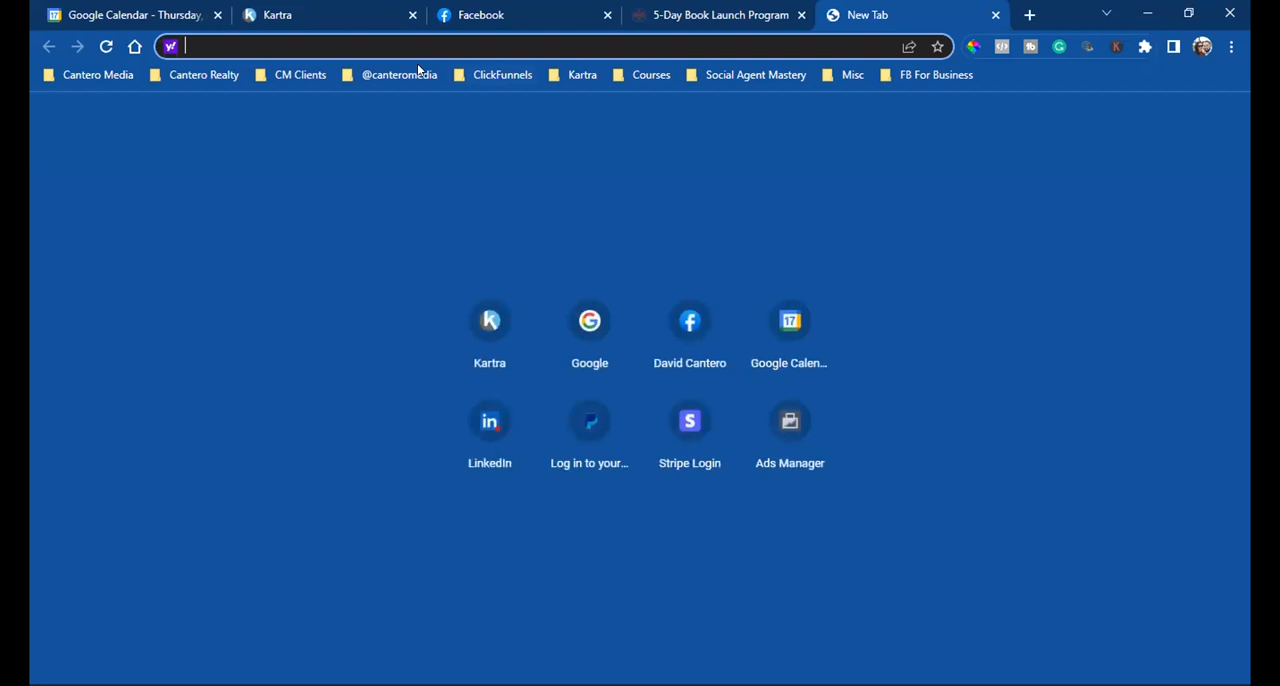 Google Calendar - Thursday,
Kartra
Facebook
5-Day Book Launch Program
New Tab
Cantero Media
Cantero Realty
CM Clients
@canteromedia
ClickFunnels
Kartra
Courses
Social Agent Mastery
Misc
FB For Business
Kartra
Google
David Cantero
Google Calen...
LinkedIn
Log in to your...
Stripe Login
Ads Manager